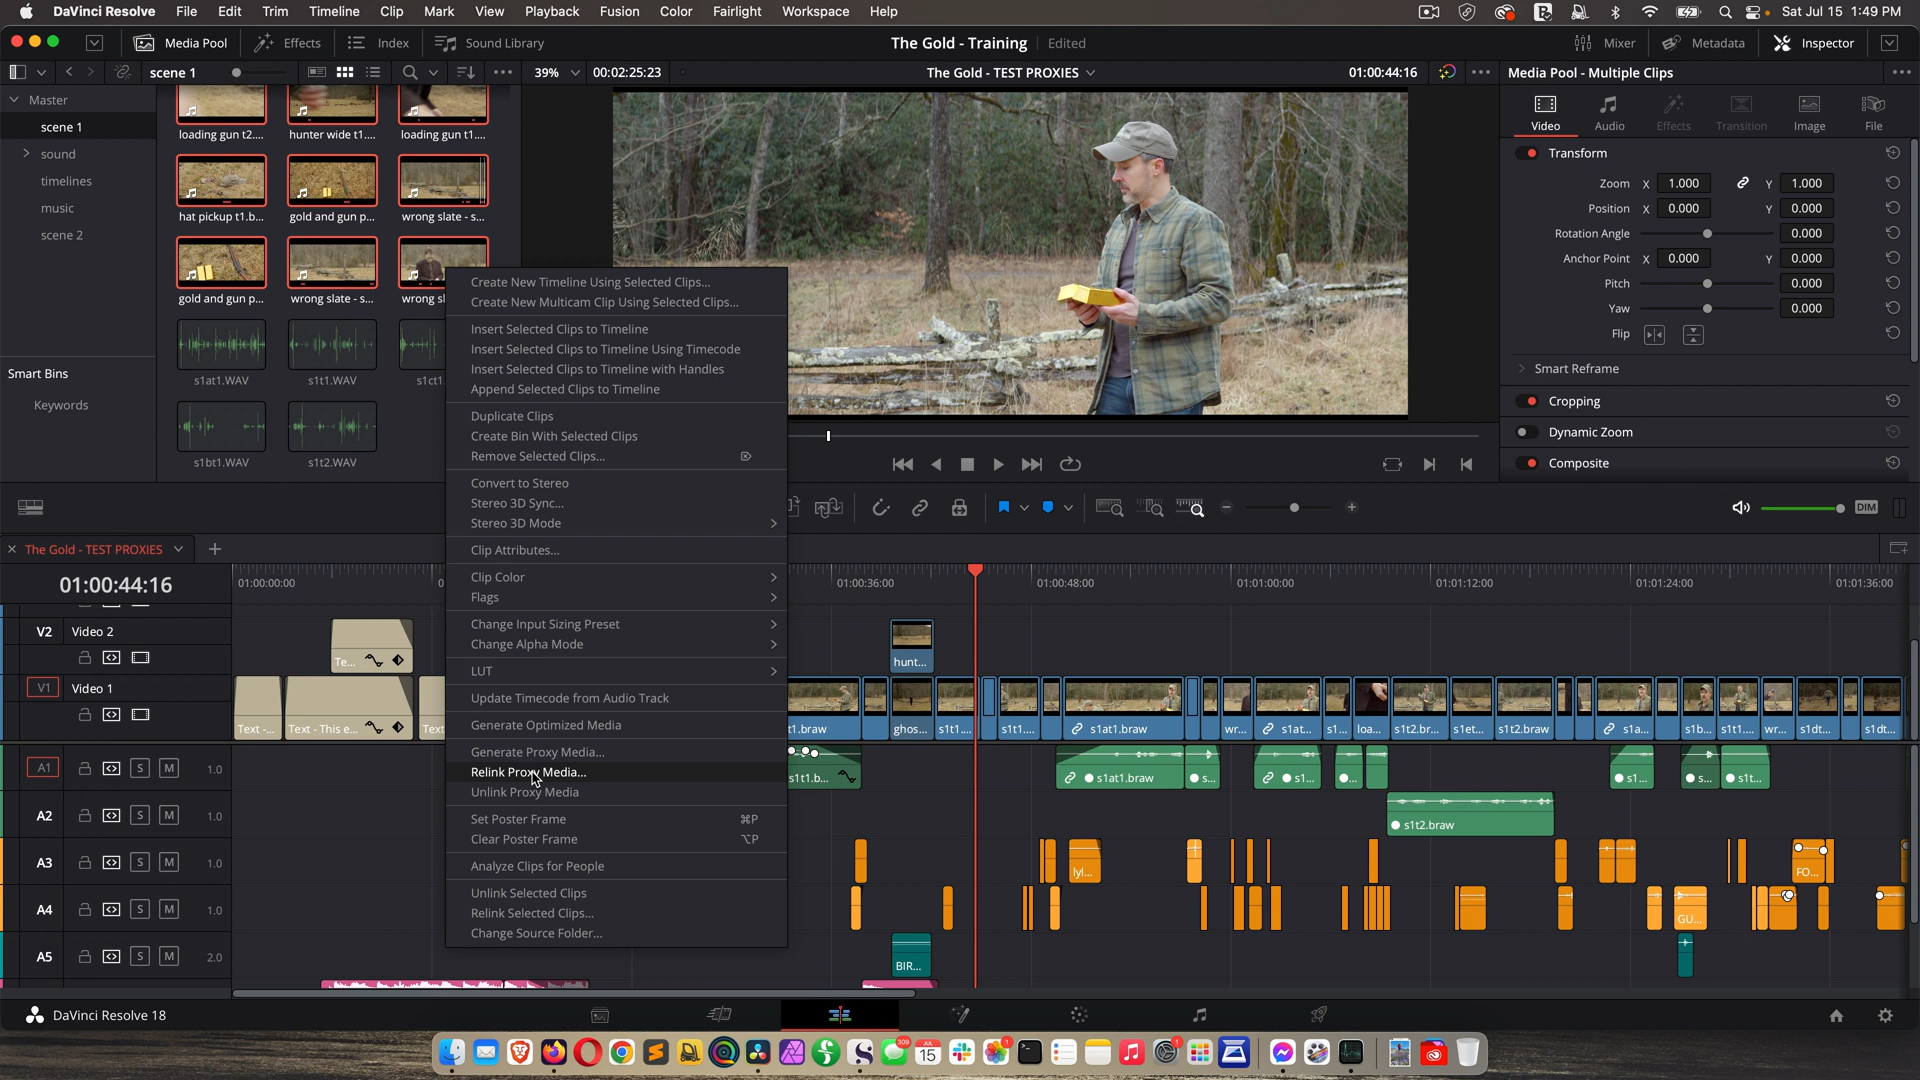 DaVinci Resolve File Edit Trim Timeline Clip Mark View Playback Fusion Color Fairlight Workspace Help
Sat Jul 15 1:49 PM
Media Pool Effects Index Sound Library
The Gold - Training Edited
Mixer Metadata Inspector
scene 1
39% 00:02:25:23
The Gold - TEST PROXIES
01:00:44:16
Media Pool - Multiple Clips
Master
scene 1
sound
timelines
music
scene 2
Smart Bins
Keywords
loading gun t2.... hunter wide t1.... loading gun t1....
hat pickup t1.b... gold and gun p... wrong slate - s...
gold and gun p... wrong slate - s... wrong sl
s1at1.WAV s1t1.WAV s1ct1.
s1bt1.WAV s1t2.WAV
Create New Timeline Using Selected Clips...
Create New Multicam Clip Using Selected Clips...
Insert Selected Clips to Timeline
Insert Selected Clips to Timeline Using Timecode
Insert Selected Clips to Timeline with Handles
Append Selected Clips to Timeline
Duplicate Clips
Create Bin With Selected Clips
Remove Selected Clips...
Convert to Stereo
Stereo 3D Sync...
Stereo 3D Mode
Clip Attributes...
Clip Color
Flags
Change Input Sizing Preset
Change Alpha Mode
LUT
Update Timecode from Audio Track
Generate Optimized Media
Generate Proxy Media...
Relink Proxy Media...
Unlink Proxy Media
Set Poster Frame ⌘P
Clear Poster Frame ⌥P
Analyze Clips for People
Unlink Selected Clips
Relink Selected Clips...
Change Source Folder...
Video Audio Effects Transition Image File
Transform
Zoom X 1.000 Y 1.000
Position X 0.000 Y 0.000
Rotation Angle 0.000
Anchor Point X 0.000 Y 0.000
Pitch 0.000
Yaw 0.000
Flip
Smart Reframe
Cropping
Dynamic Zoom
Composite
DIM
The Gold - TEST PROXIES
01:00:44:16
01:00:00:00 0 01:00:36:00 01:00:48:00 01:01:00:00 01:01:12:00 01:01:24:00 01:01:36:00
V2 Video 2
Te... hunt...
V1 Video 1
Text -... Text - This e... Text t1.braw ghos... s1t1.... s1t1.... s1at1.braw wr... s1at... s1... loa... s1t2.br... s1et... s1t2.braw s1a... s1b... s1t1.... wr... s1dt... s1dt...
A1 S M 1.0
s1t1.b... s1at1.braw s... s1... s1... s... s1t...
A2 S M 1.0
s1t2.braw
A3 S M 1.0
lyl... FO...
A4 S M 1.0
GU...
A5 S M 2.0
BIR...
DaVinci Resolve 18
309
JUL
15
1
1